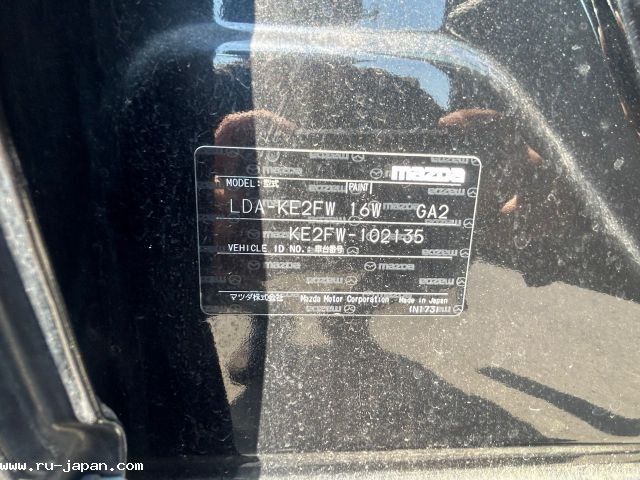 mazda
MODEL:型式 PAINT
LDA-KE2FW 16W GA2
KE2FW-102135
VEHICLE ID NO.:車台番号
マツダ株式会社 Mazda Motor Corporation Made in Japan
(N173)
www.ru-japan.com